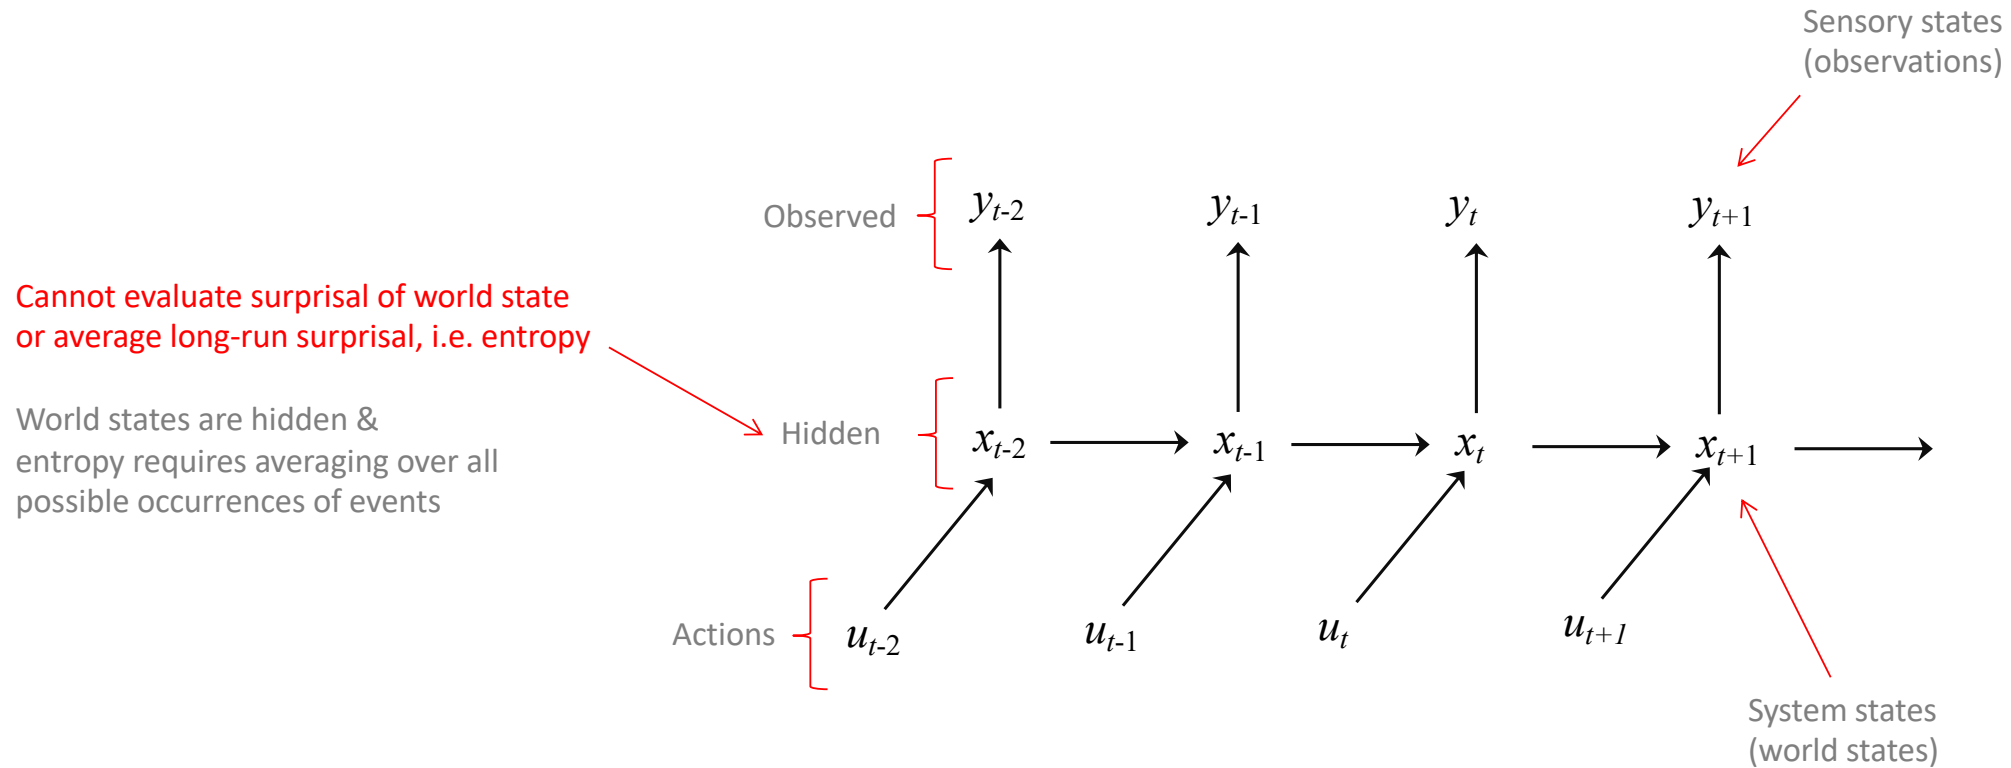 Sensory states
(observations)
Observed
y_{t-2} y_{t-1} y_t y_{t+1}
Cannot evaluate surprisal of world state
or average long-run surprisal, i.e. entropy
World states are hidden &
entropy requires averaging over all
possible occurrences of events
Hidden
x_{t-2} x_{t-1} x_t x_{t+1}
Actions
u_{t-2} u_{t-1} u_t u_{t+1}
System states
(world states)